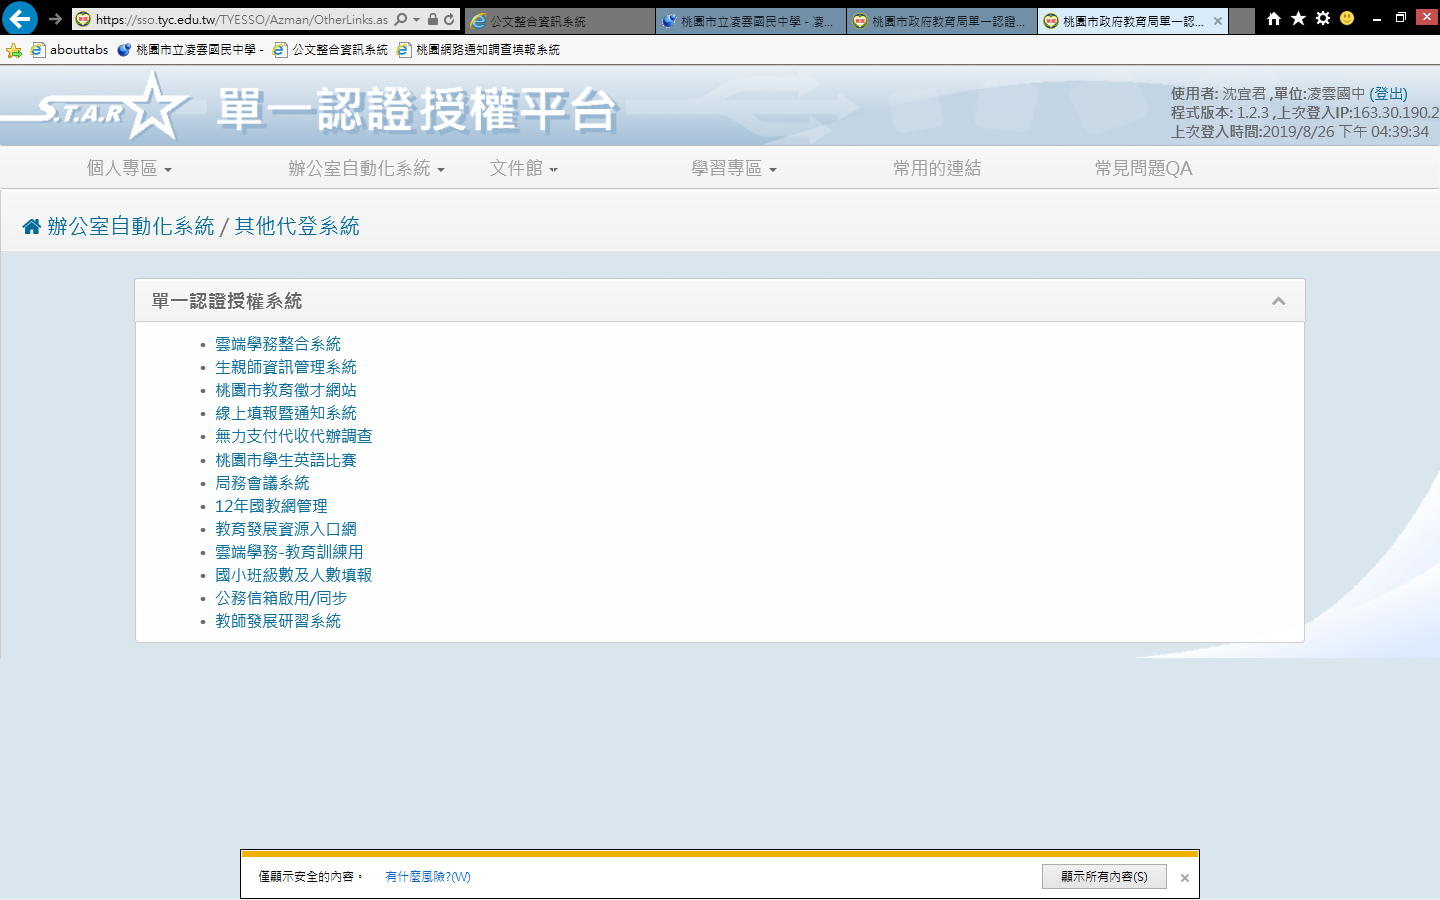 https://sso.tyc.edu.tw/TYESSO/Azman/OtherLinks.as
公文整合資訊系統
桃園市立凌雲國民中學 - 凌...
桃園市政府教育局單一認證...
桃園市政府教育局單一認...
abouttabs
桃園市立凌雲國民中學 -
公文整合資訊系統
桃園網路通知調查填報系統
S.T.A.R
單一認證授權平台
使用者: 沈宜君 ,單位:凌雲國中 (登出)
程式版本: 1.2.3 ,上次登入IP:163.30.190.2
上次登入時間:2019/8/26 下午 04:39:34
個人專區
辦公室自動化系統
文件館
學習專區
常用的連結
常見問題QA
辦公室自動化系統 / 其他代登系統
單一認證授權系統
雲端學務整合系統
生親師資訊管理系統
桃園市教育徵才網站
線上填報暨通知系統
無力支付代收代辦調查
桃園市學生英語比賽
局務會議系統
12年國教網管理
教育發展資源入口網
雲端學務-教育訓練用
國小班級數及人數填報
公務信箱啟用/同步
教師發展研習系統
僅顯示安全的內容。
有什麼風險?(W)
顯示所有內容(S)